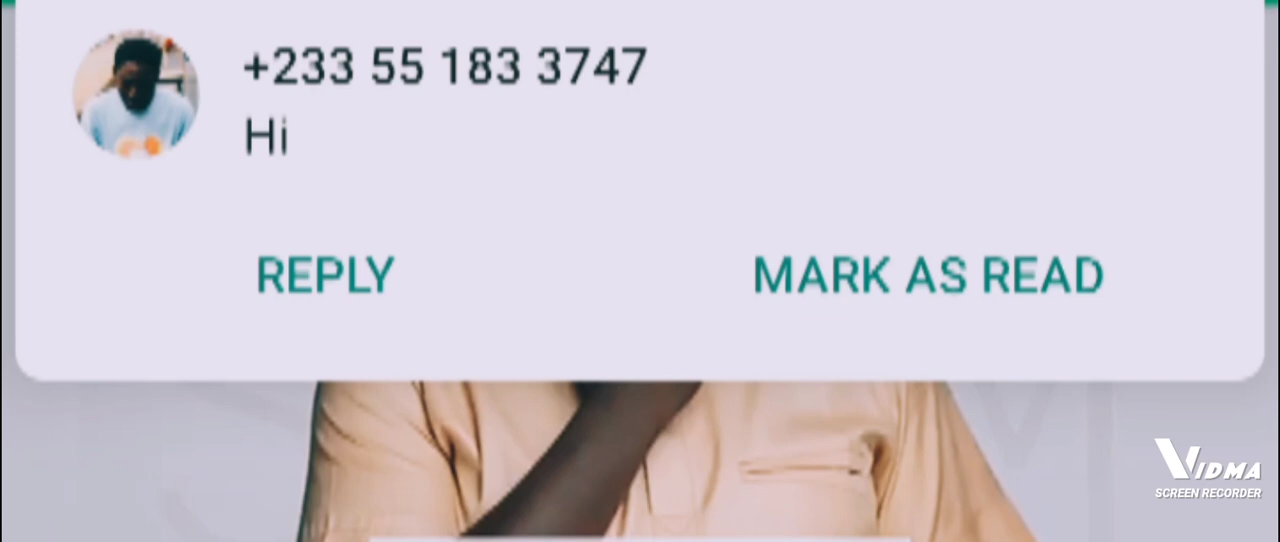 +233 55 183 3747
Hi
REPLY
MARK AS READ
VIDMA
SCREEN RECORDER